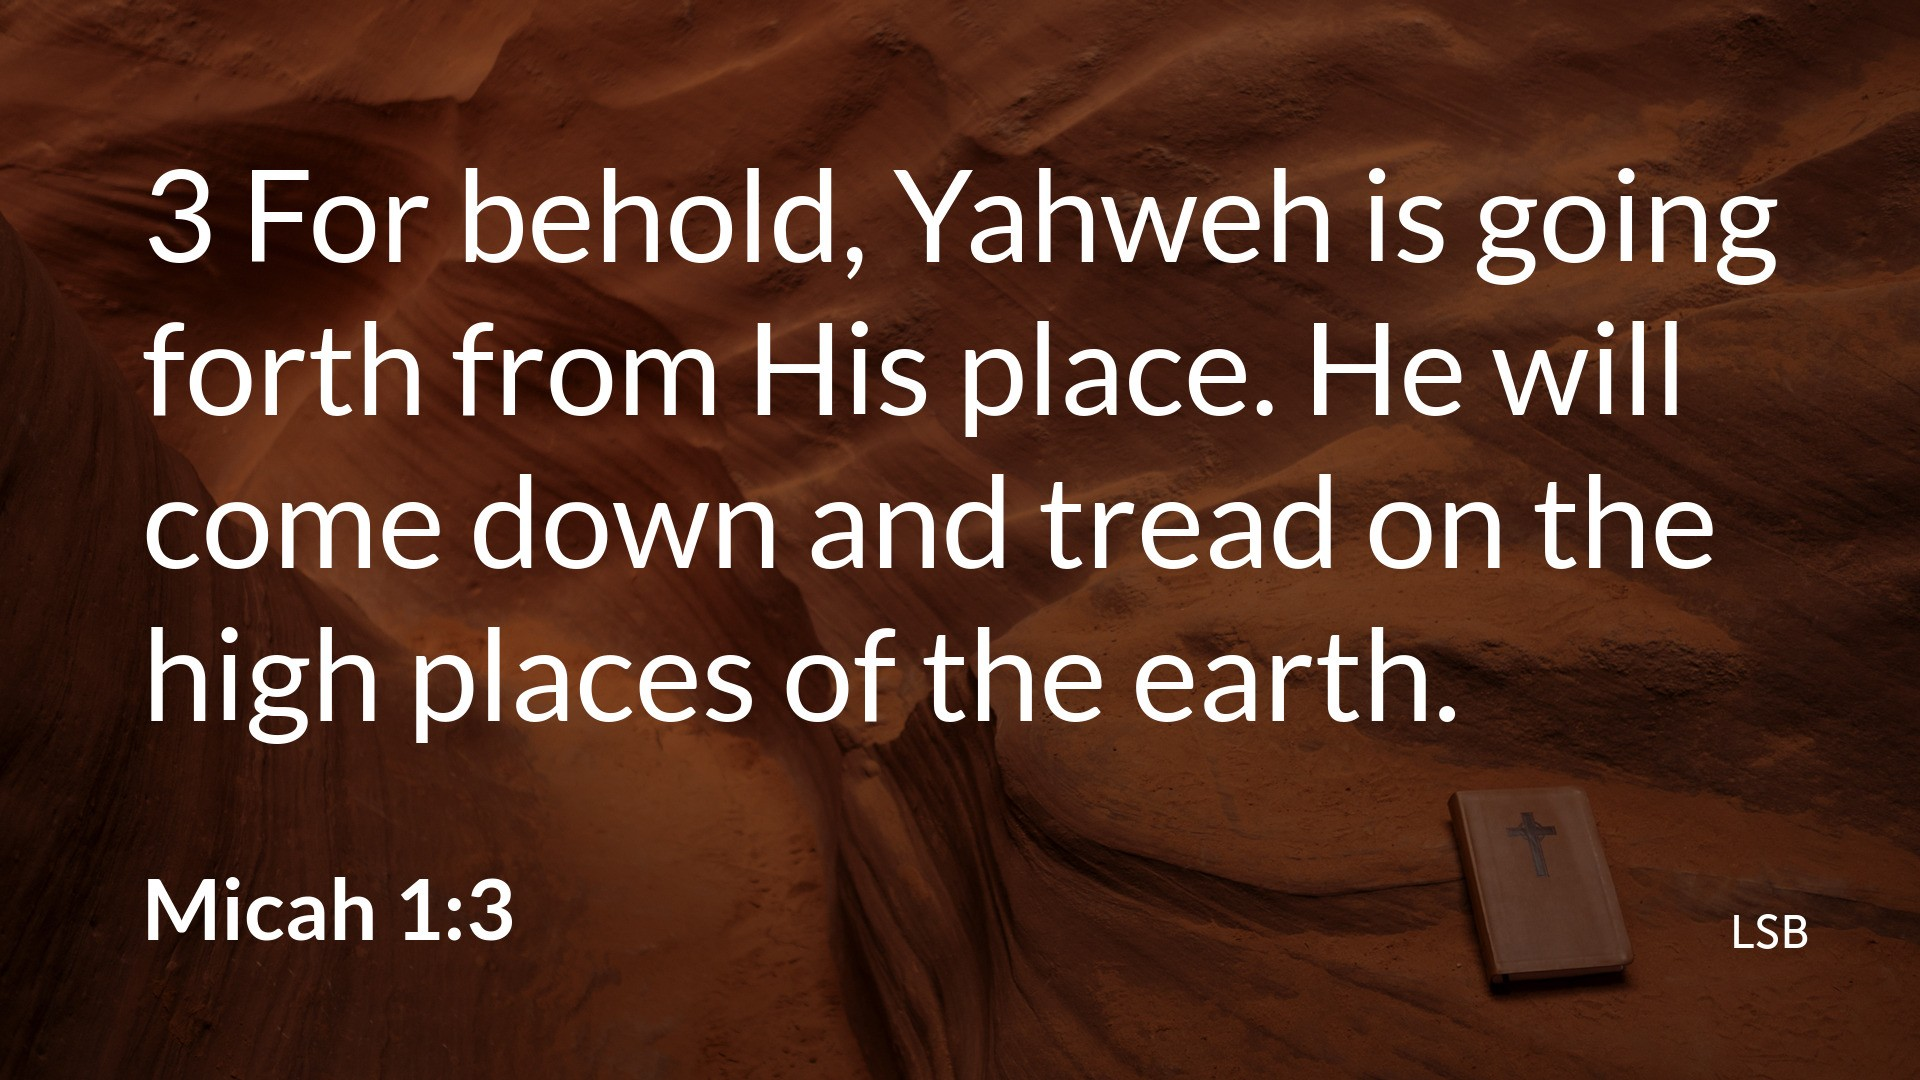 3 For behold, Yahweh is going
forth from His place. He will
come down and tread on the
high places of the earth.
Micah 1:3
LSB